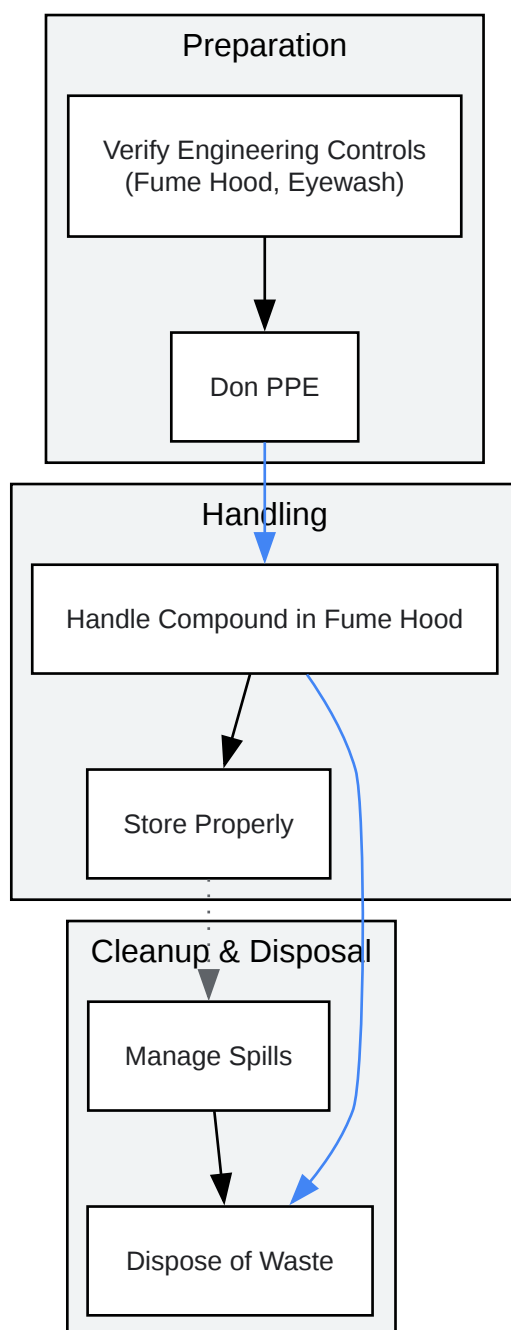 Preparation
Verify Engineering Controls
(Fume Hood, Eyewash)
Don PPE
Handling
Handle Compound in Fume Hood
Store Properly
Cleanup & Disposal
Manage Spills
Dispose of Waste